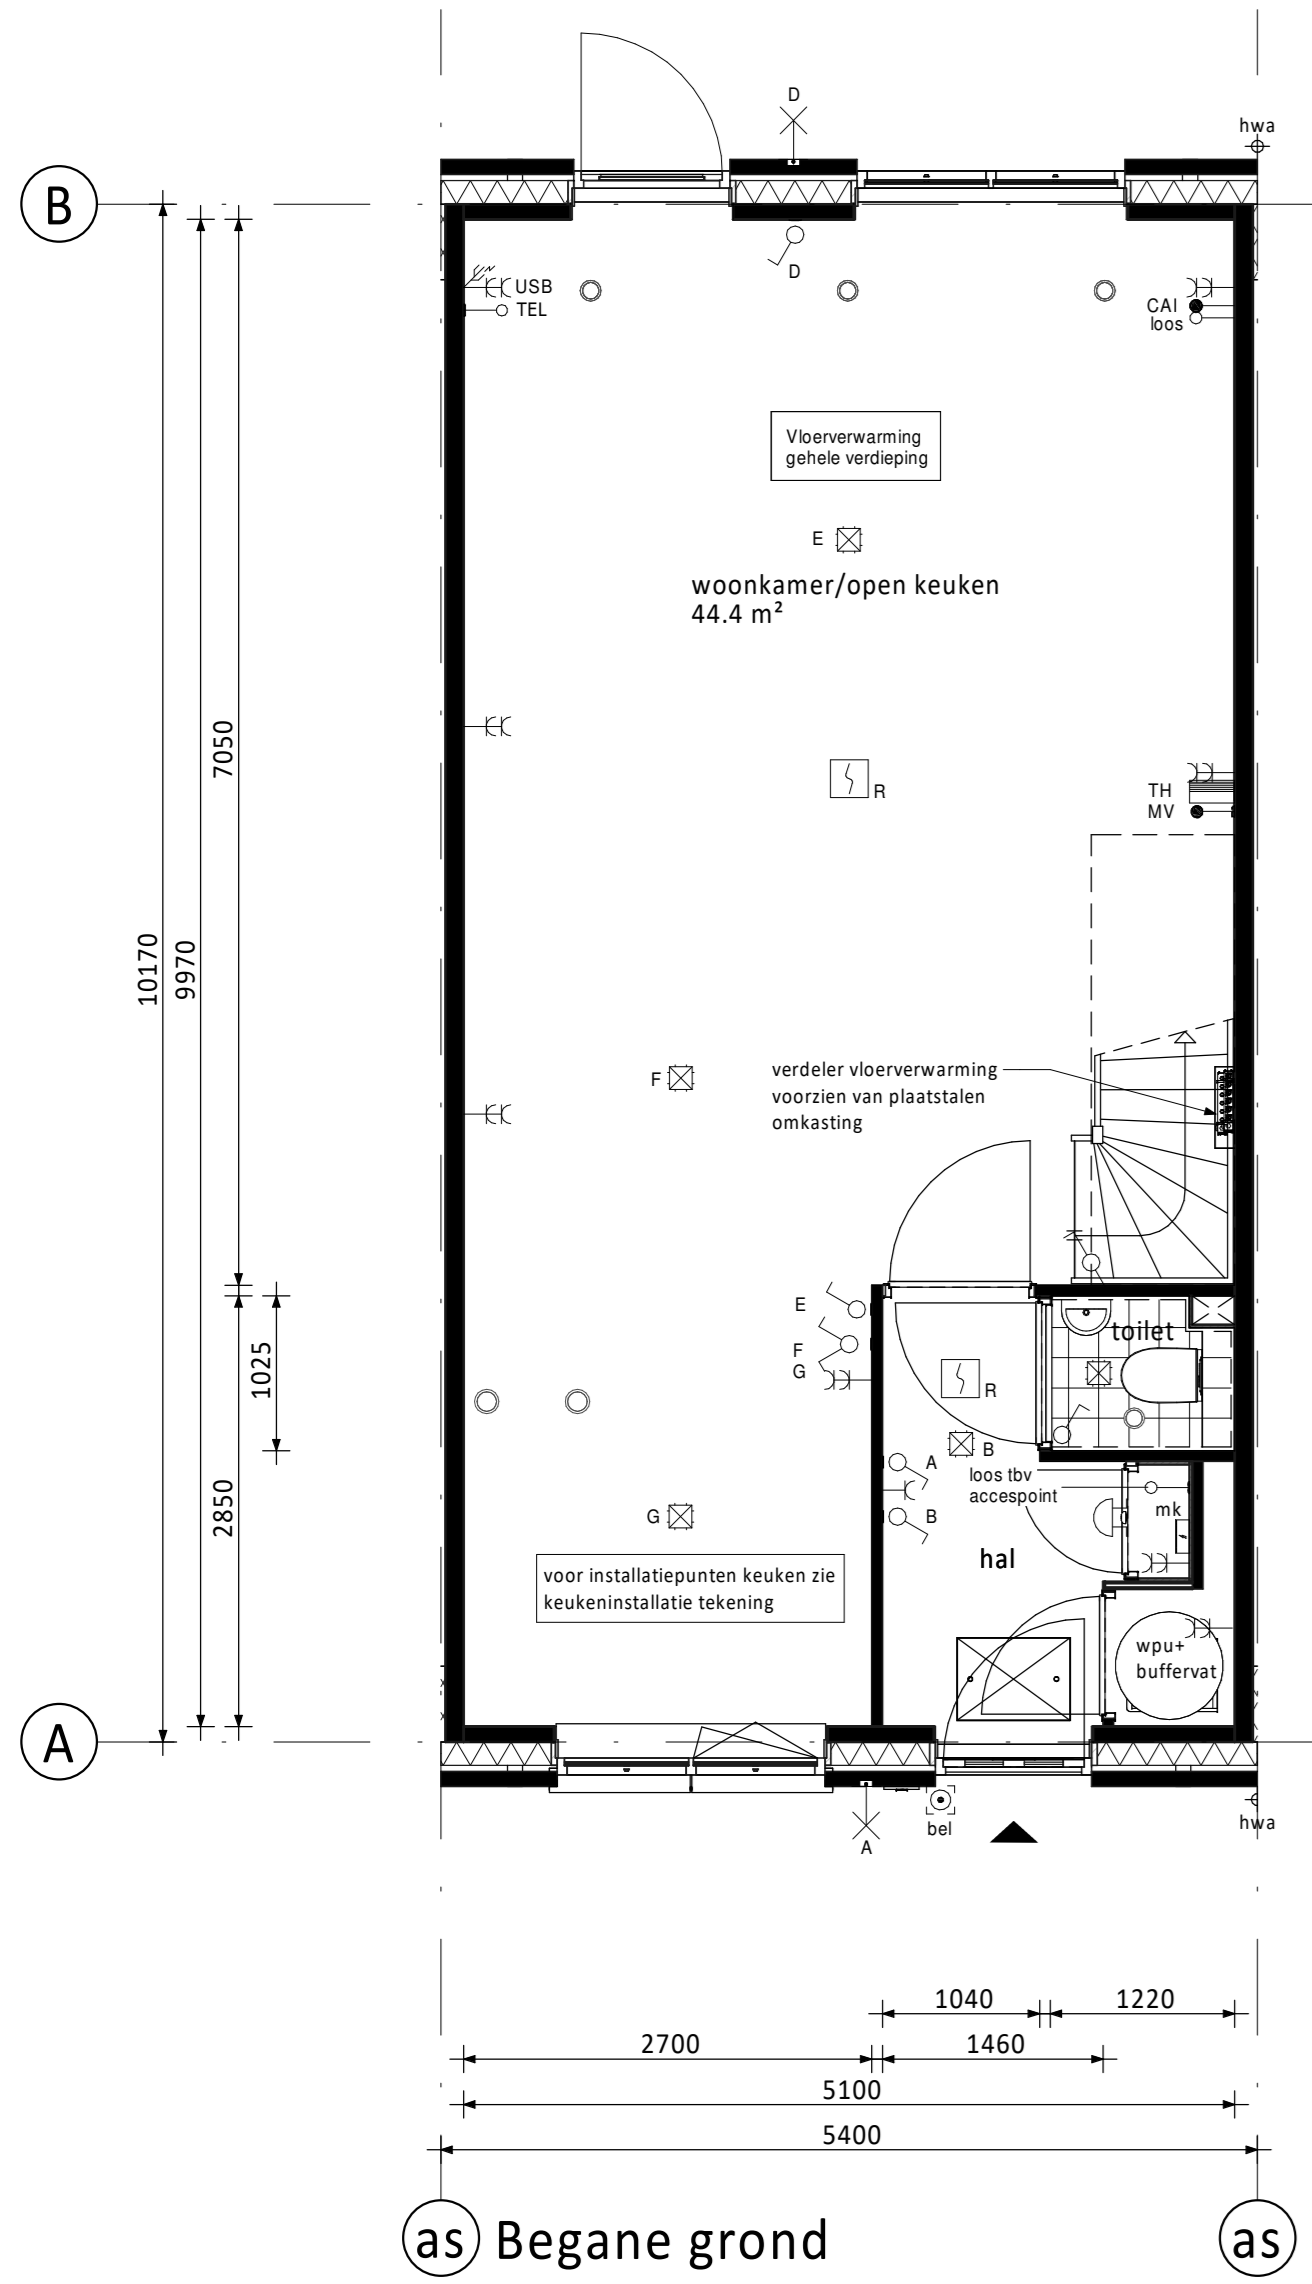 D
hwa
B
D
USB
TEL
CAI
loos
Vloerverwarming
gehele verdieping
E
woonkamer/open keuken
44.4 m²
7050
R
TH
MV
10170
9970
F
verdeler vloerverwarming
voorzien van plaatstalen
omkasting
E
F
G
toilet
1025
R
B
A
loos tbv
accespoint
mk
B
2850
G
hal
voor installatiepunten keuken zie
keukeninstallatie tekening
wpu+
buffervat
A
bel
A
hwa
1040
1220
2700
1460
5100
5400
as
Begane grond
as